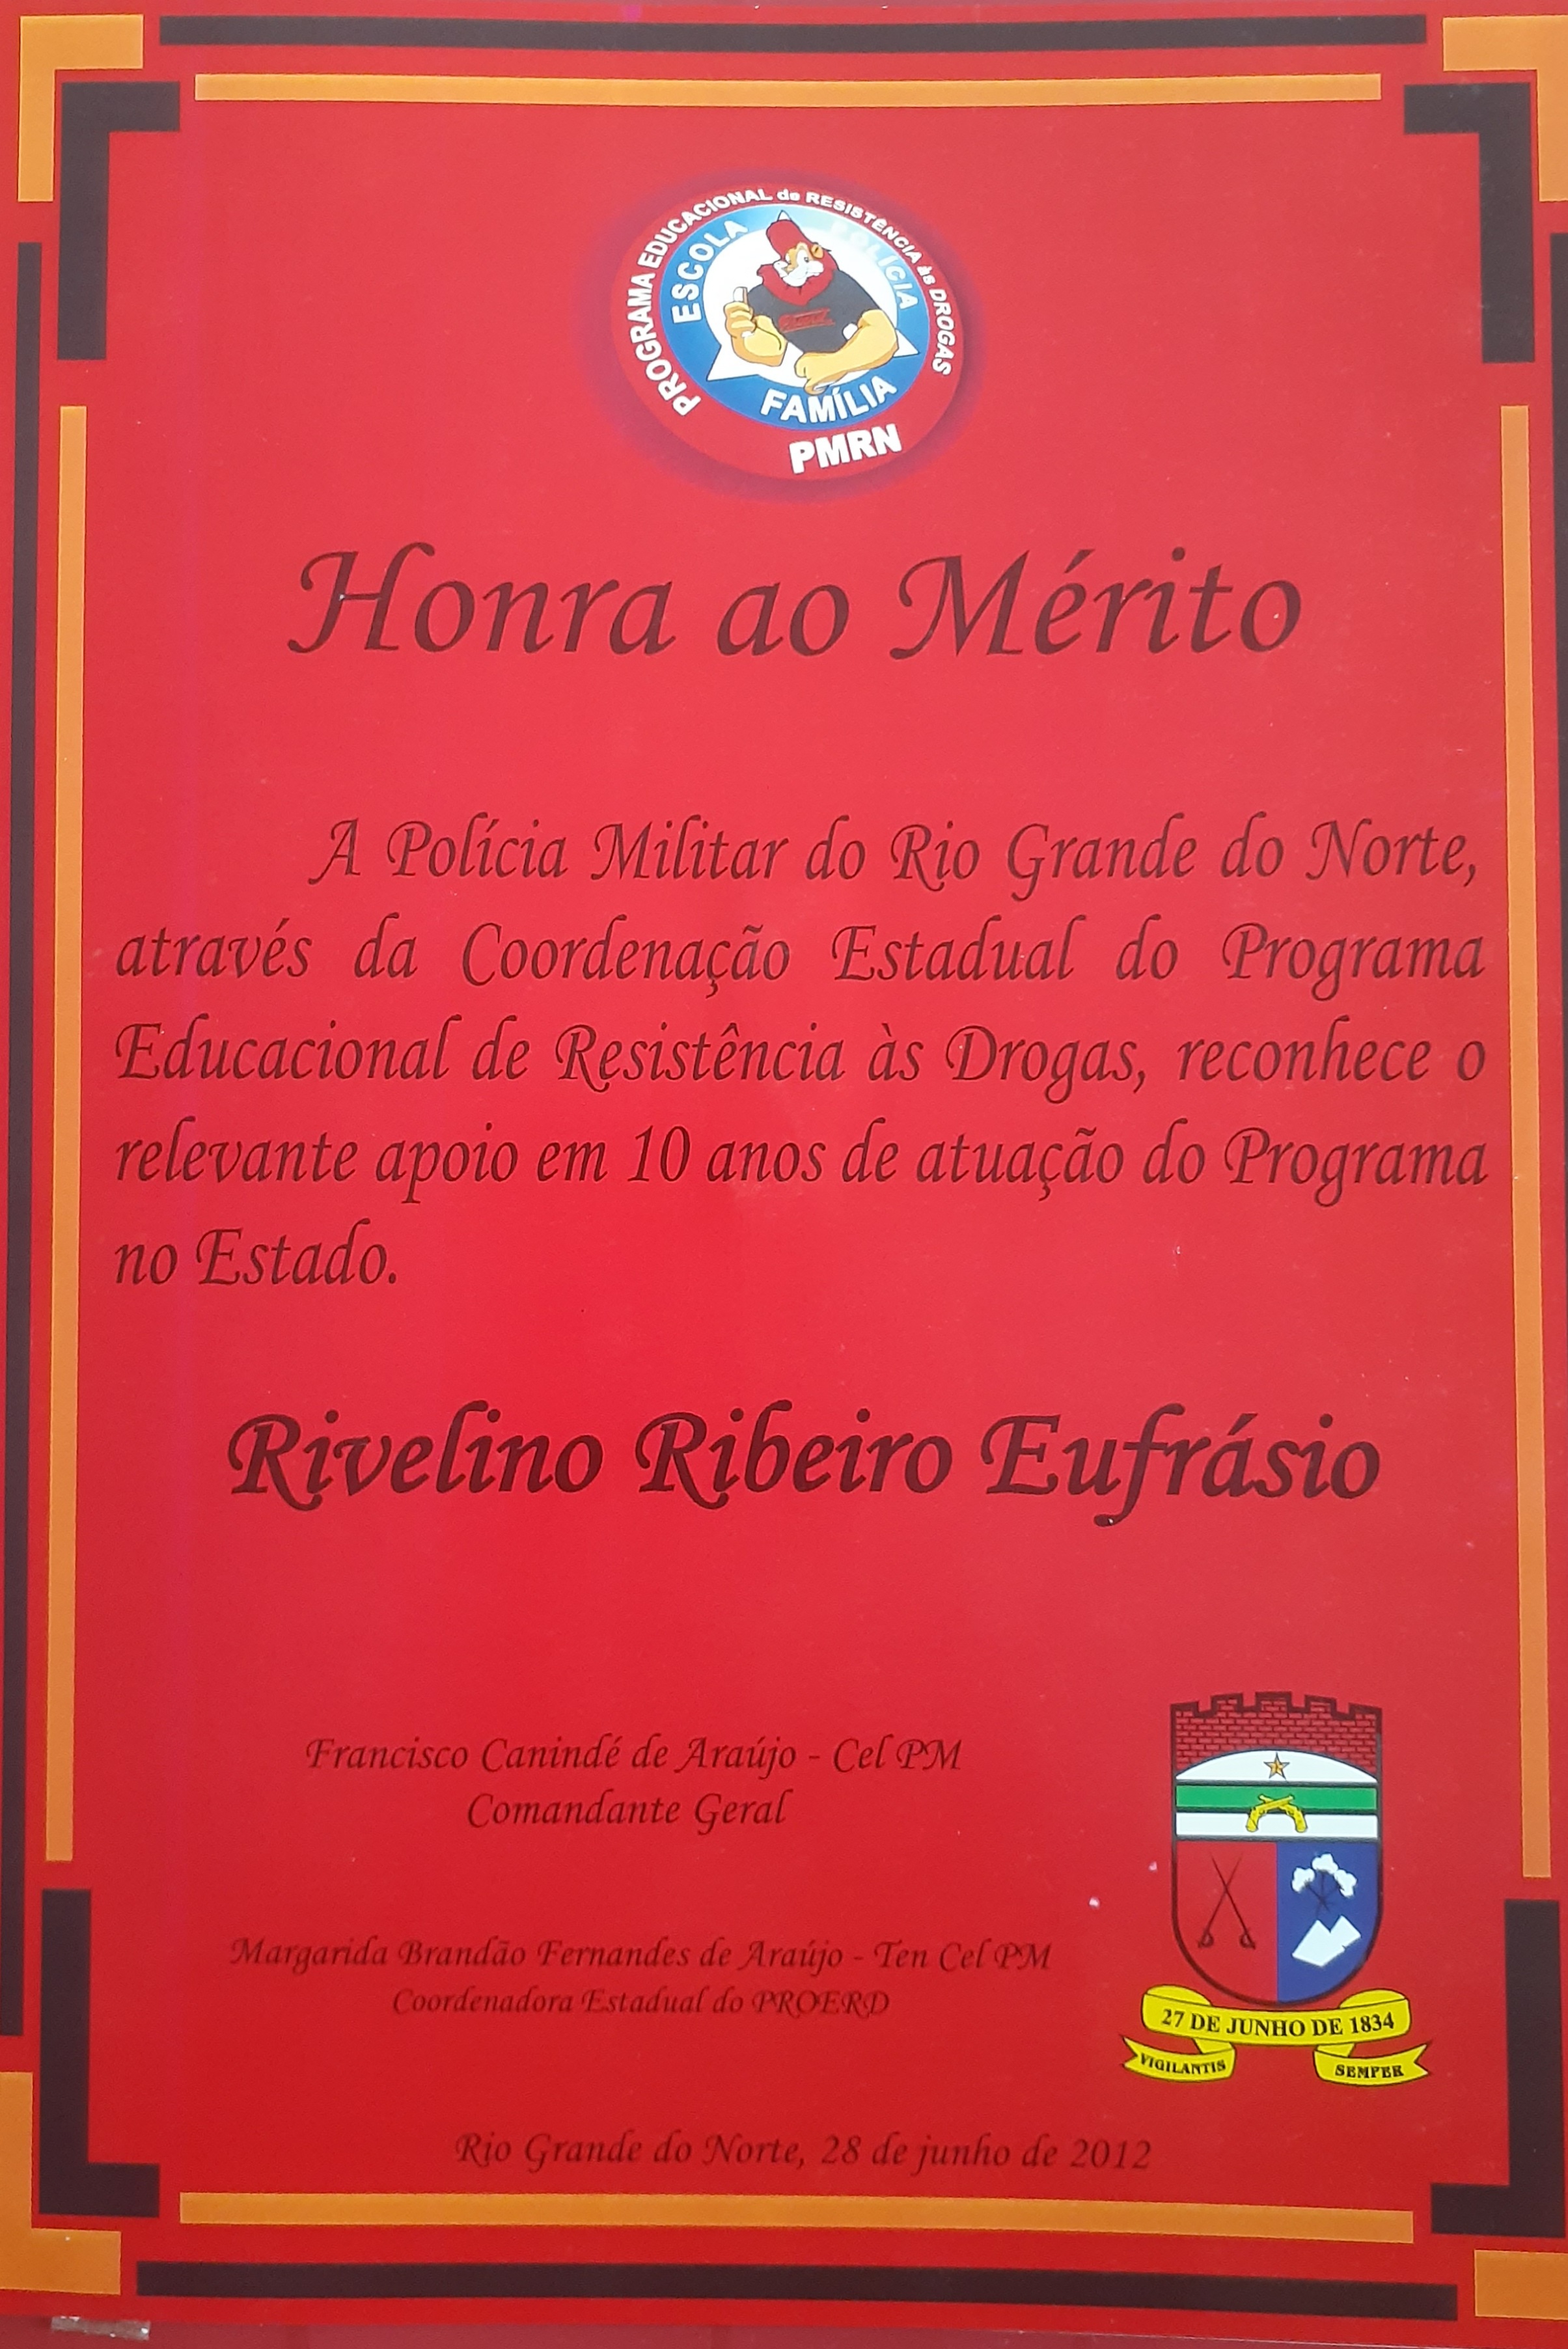 PROGRAMA EDUCACIONAL de RESISTÊNCIA às DROGAS
ESCOLA POLÍCIA
FAMÍLIA
PMRN
Honra ao Mérito
A Polícia Militar do Rio Grande do Norte,
através da Coordenação Estadual do Programa
Educacional de Resistência às Drogas, reconhece o
relevante apoio em 10 anos de atuação do Programa
no Estado.
Rivelino Ribeiro Eufrásio
Francisco Canindé de Araújo - Cel PM
Comandante Geral
Margarida Brandão Fernandes de Araújo - Ten Cel PM
Coordenadora Estadual do PROERD
27 DE JUNHO DE 1834
VIGILANTIS SEMPER
Rio Grande do Norte, 28 de junho de 2012